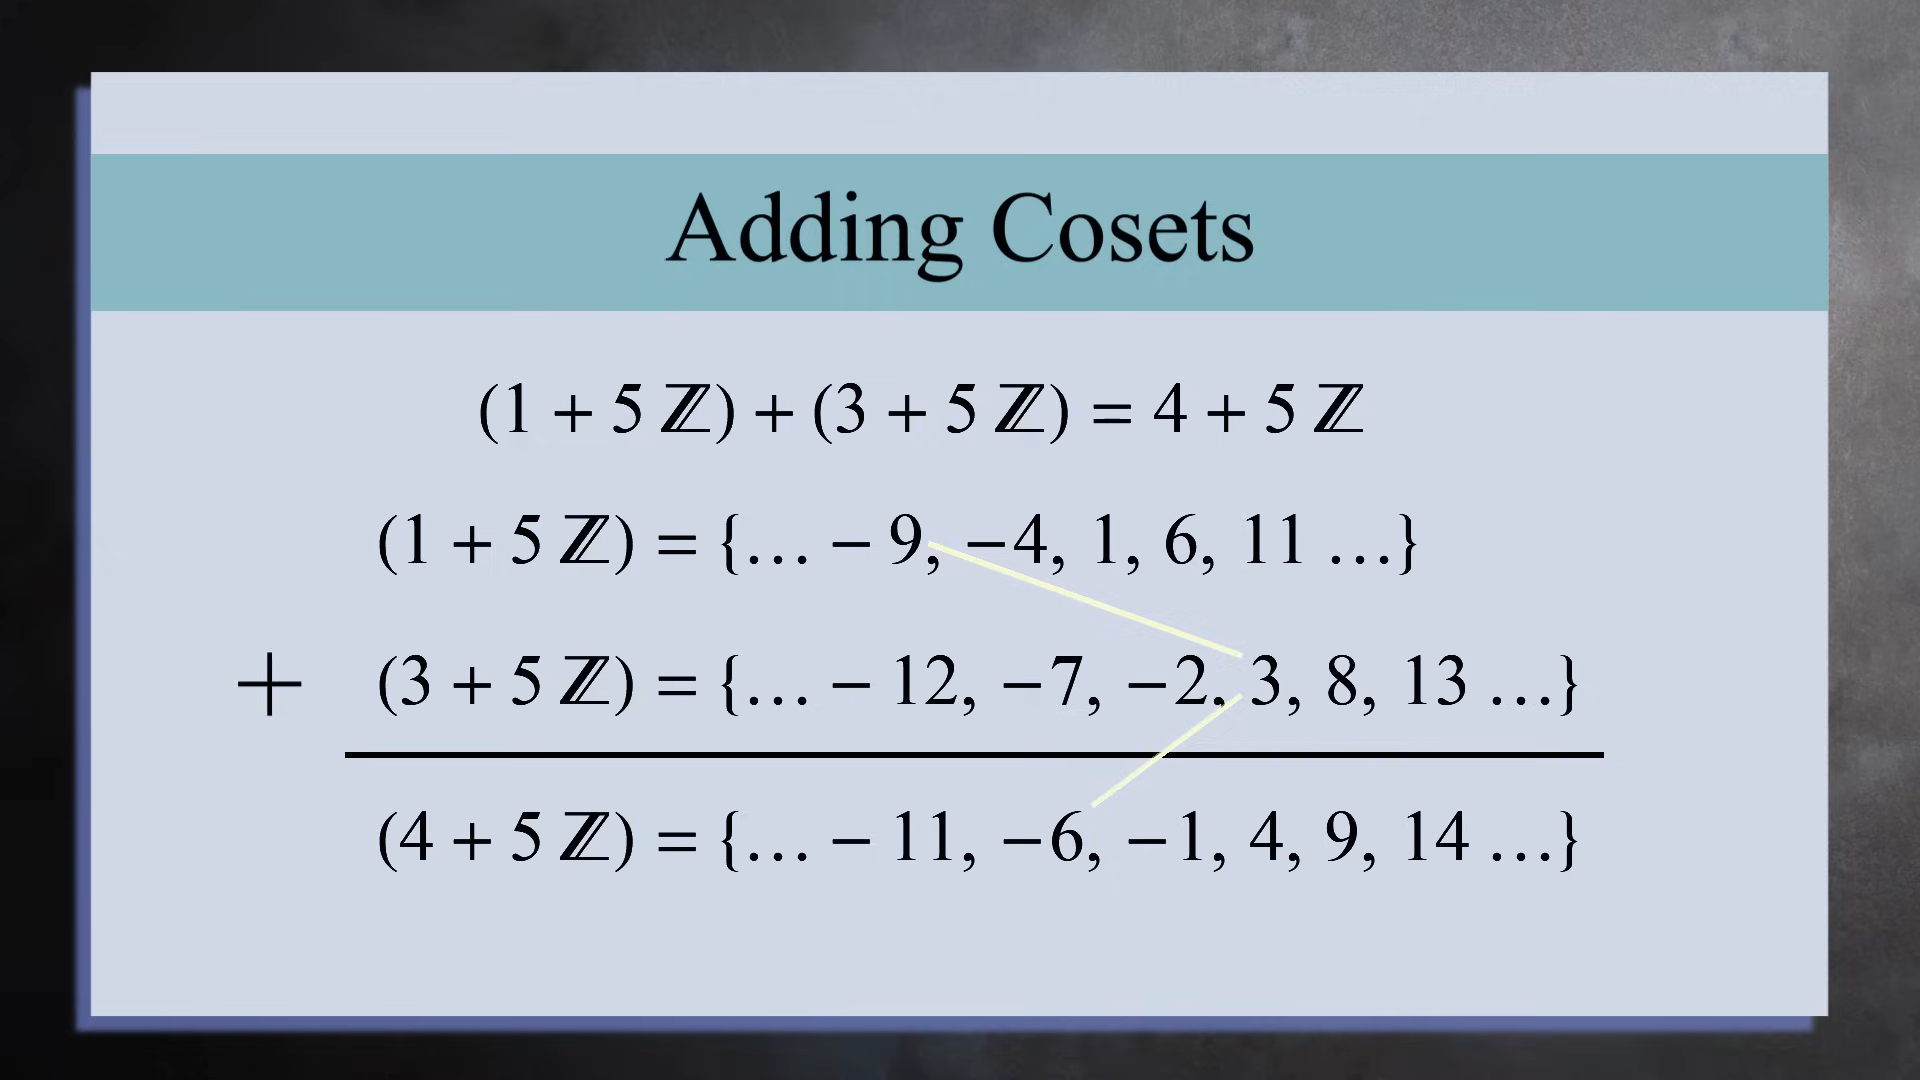 Adding Cosets
(1 + 5 ℤ) + (3 + 5 ℤ) = 4 + 5 ℤ
(1 + 5 ℤ) = {… − 9, −4, 1, 6, 11 …}
+ (3 + 5 ℤ) = {… − 12, −7, −2, 3, 8, 13 …}
(4 + 5 ℤ) = {… − 11, −6, −1, 4, 9, 14 …}